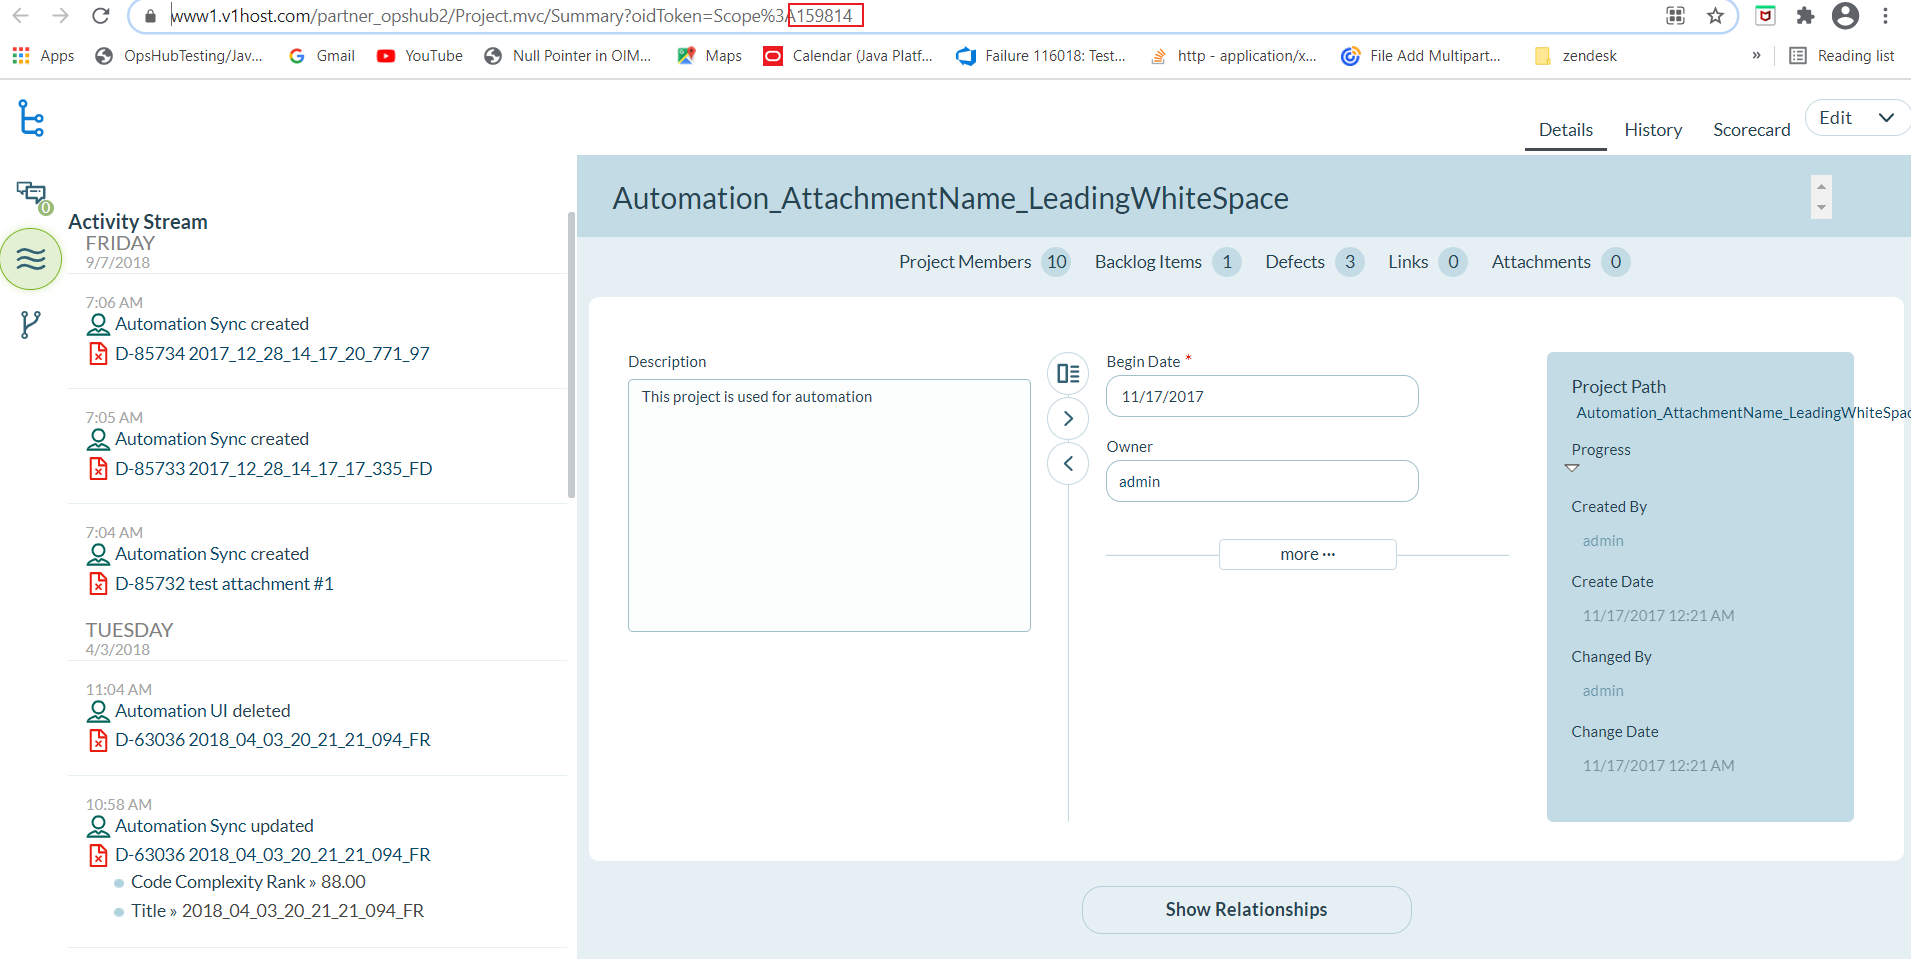 www1.v1host.com/partner_opshub2/Project.mvc/Summary?oidToken=Scope%3A159814
Apps OpsHubTesting/Jav... Gmail YouTube Null Pointer in OIM... Maps Calendar (Java Platf... Failure 116018: Test... http - application/x... File Add Multipart... zendesk » Reading list
Details History Scorecard Edit
0
Activity Stream
FRIDAY
9/7/2018
7:06 AM
Automation Sync created
D-85734 2017_12_28_14_17_20_771_97
7:05 AM
Automation Sync created
D-85733 2017_12_28_14_17_17_335_FD
7:04 AM
Automation Sync created
D-85732 test attachment #1
TUESDAY
4/3/2018
11:04 AM
Automation UI deleted
D-63036 2018_04_03_20_21_21_094_FR
10:58 AM
Automation Sync updated
D-63036 2018_04_03_20_21_21_094_FR
Code Complexity Rank » 88.00
Title » 2018_04_03_20_21_21_094_FR
Automation_AttachmentName_LeadingWhiteSpace
Project Members 10 Backlog Items 1 Defects 3 Links 0 Attachments 0
Description
This project is used for automation
Begin Date *
11/17/2017
Owner
admin
more •••
Project Path
Automation_AttachmentName_LeadingWhiteSpac
Progress
Created By
admin
Create Date
11/17/2017 12:21 AM
Changed By
admin
Change Date
11/17/2017 12:21 AM
Show Relationships